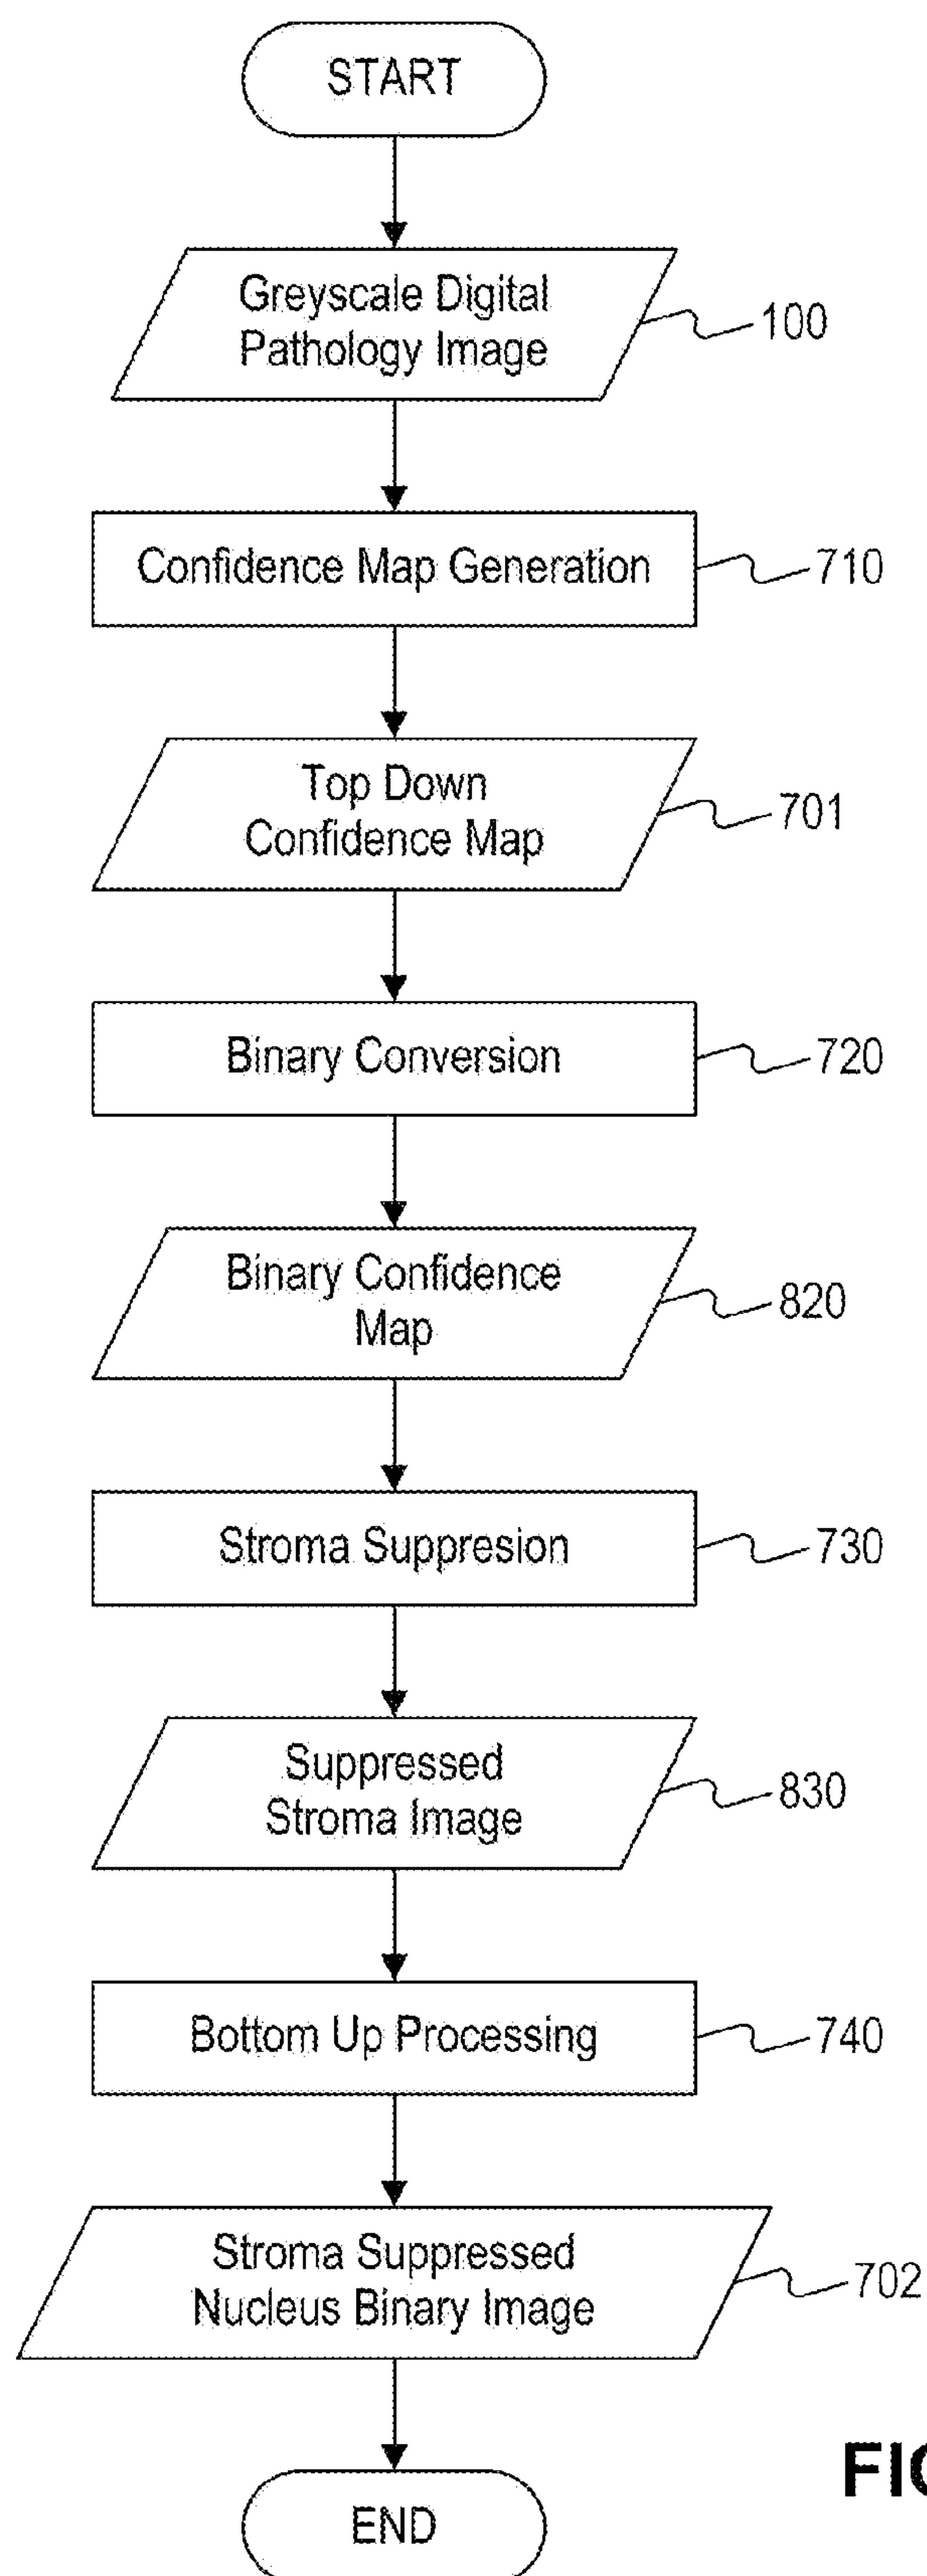 START
Greyscale Digital
Pathology Image
100
Confidence Map Generation
710
Top Down
Confidence Map
701
Binary Conversion
720
Binary Confidence
Map
820
Stroma Suppresion
730
Suppressed
Stroma Image
830
Bottom Up Processing
740
Stroma Suppressed
Nucleus Binary Image
702
END